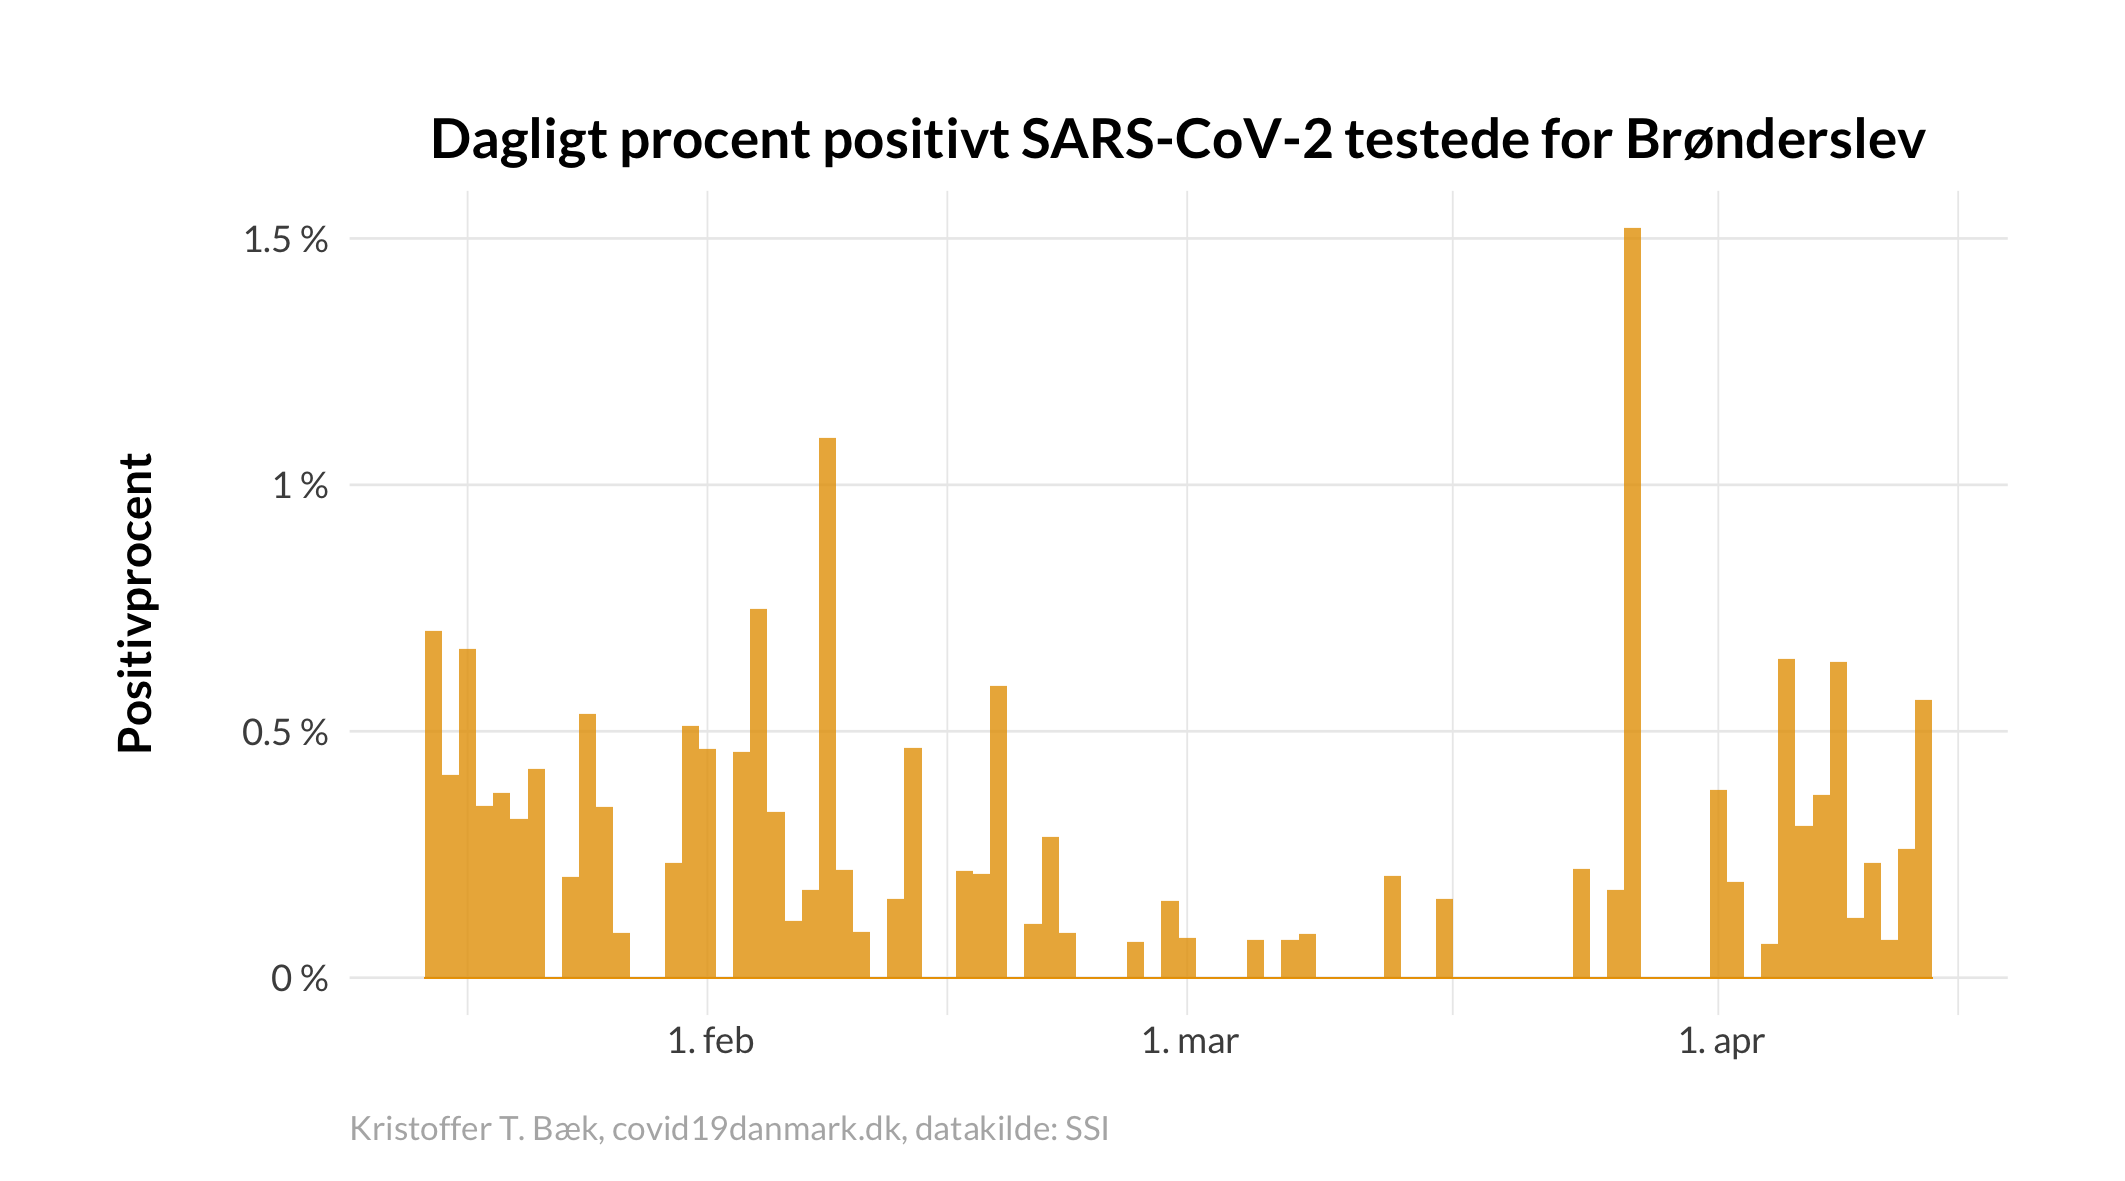 Dagligt procent positivt SARS-CoV-2 testede for Brønderslev
Positivprocent
1.5 %
1 %
0.5 %
0 %
1. feb
1. mar
1. apr
Kristoffer T. Bæk, covid19danmark.dk, datakilde: SSI